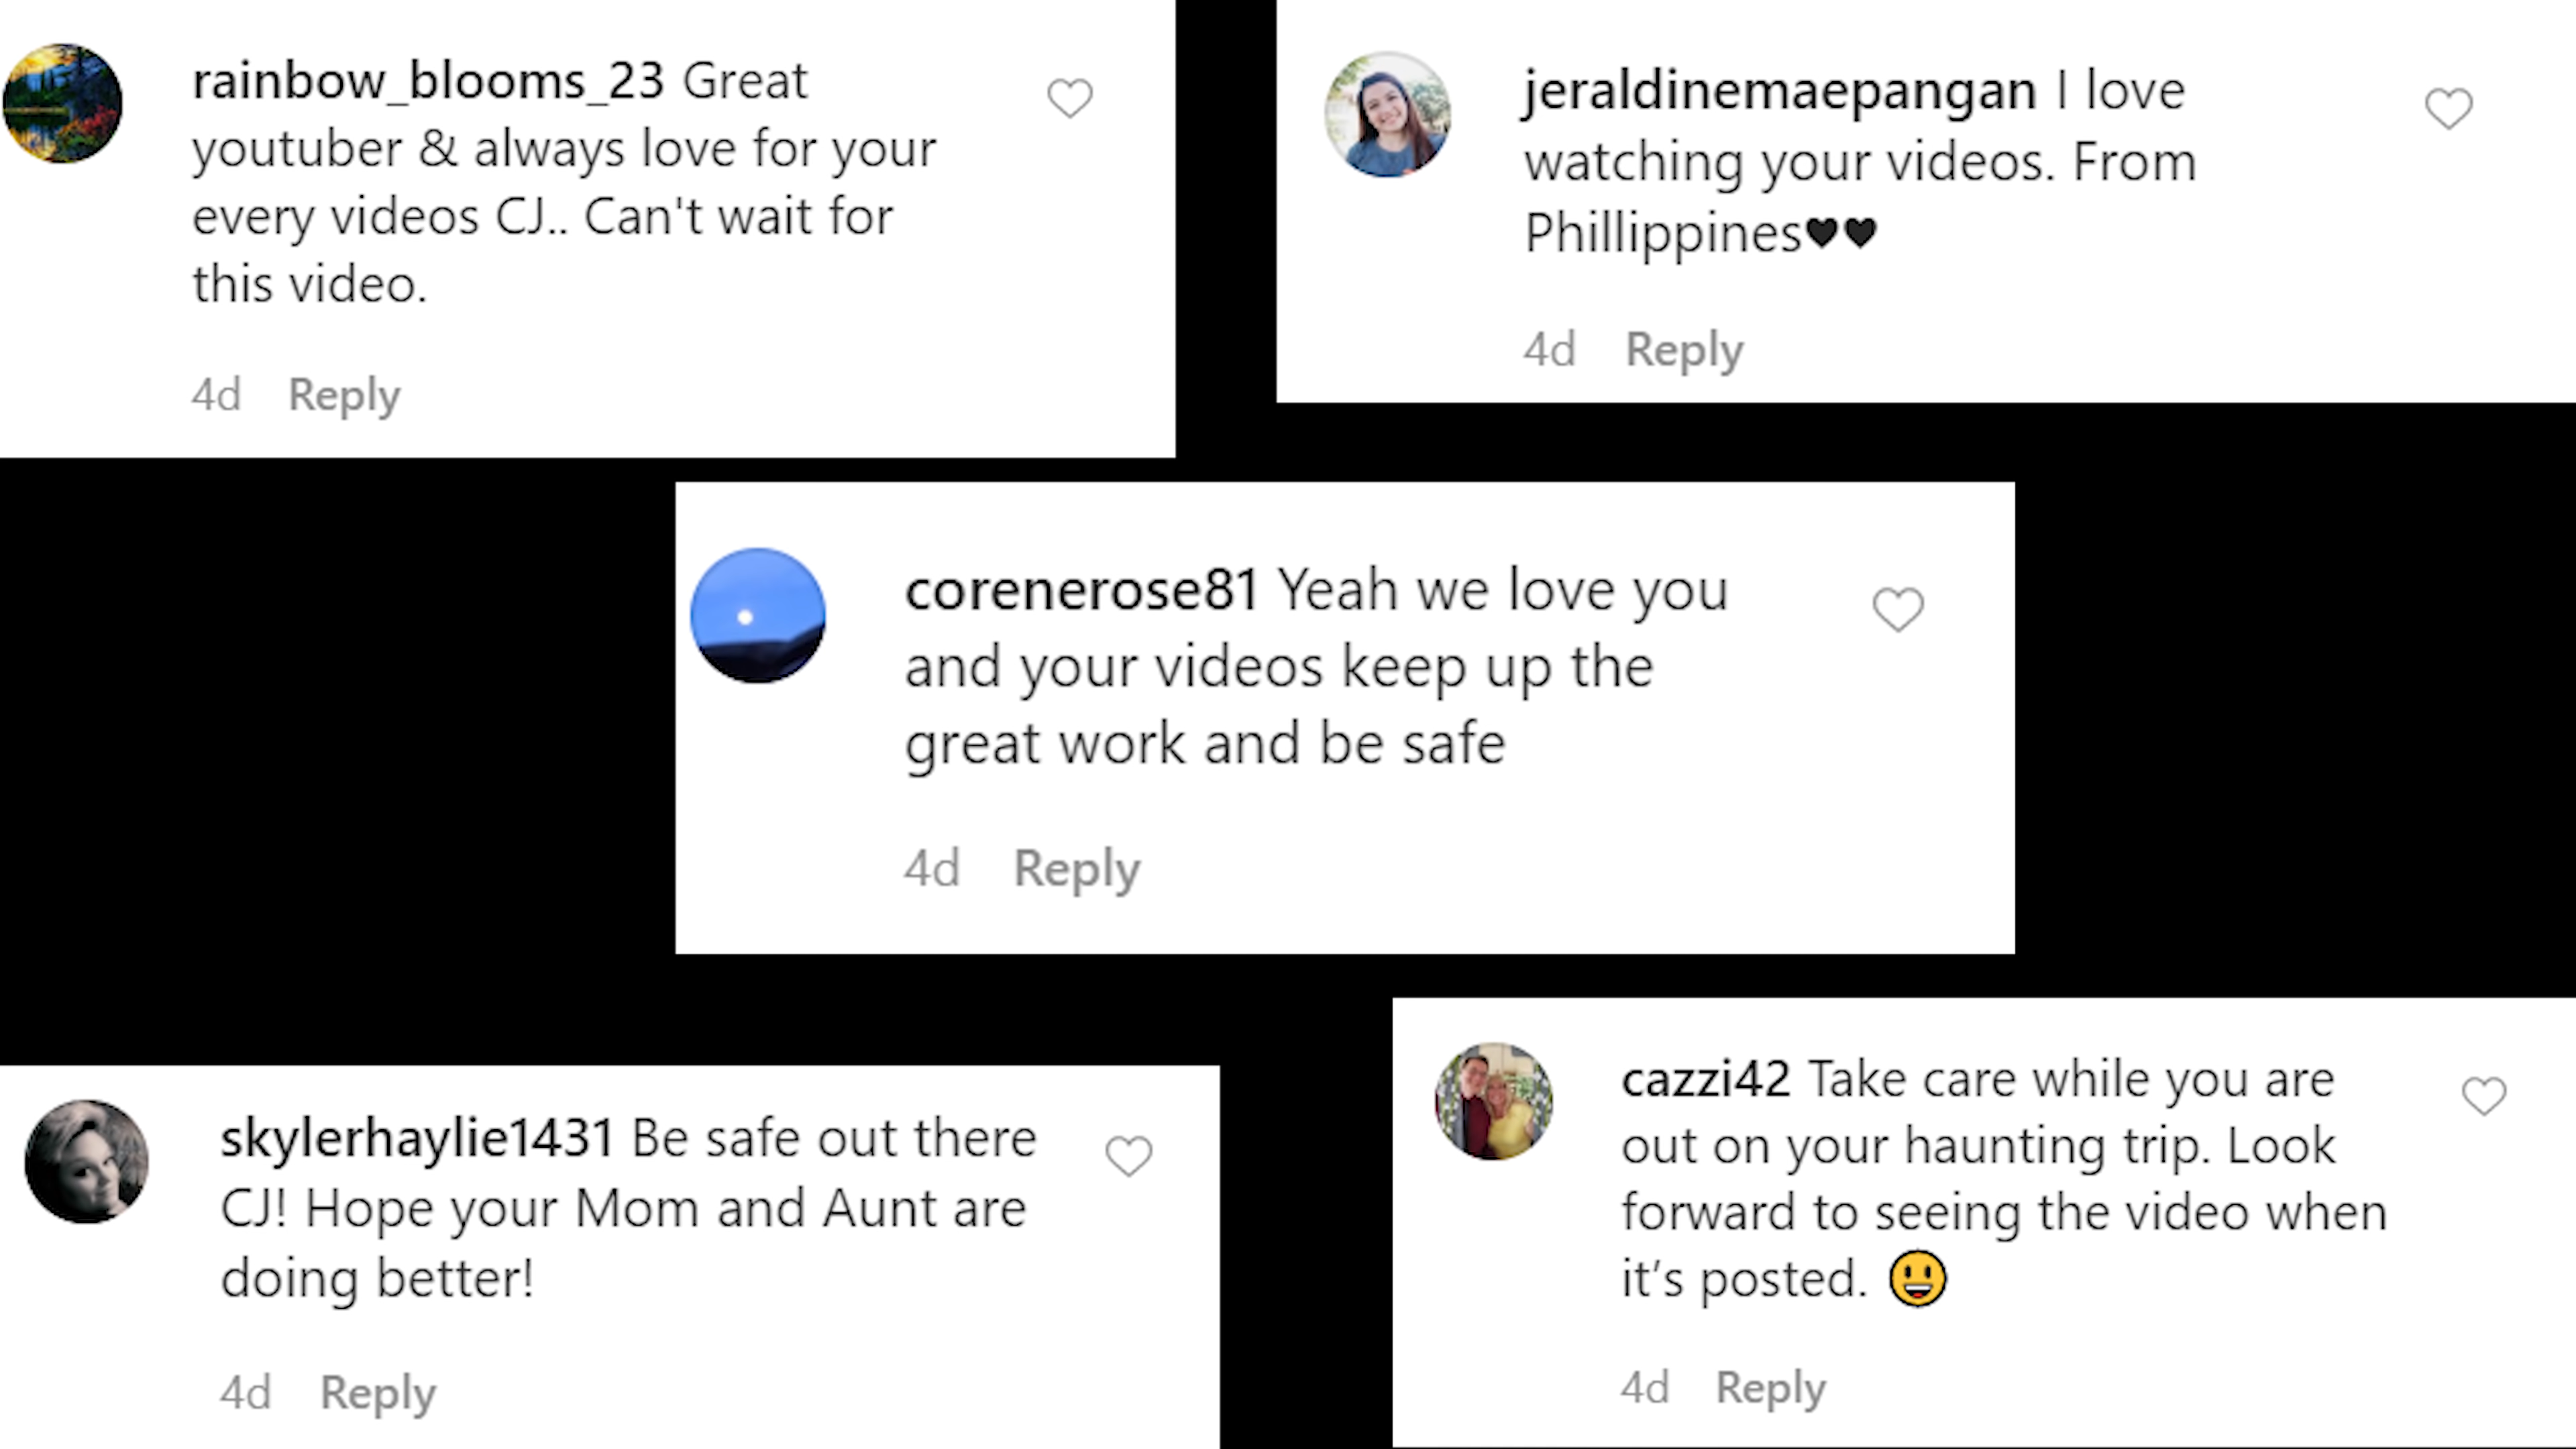 rainbow_blooms_23 Great
youtuber & always love for your
every videos CJ.. Can't wait for
this video.
4d Reply
jeraldinemaepangan I love
watching your videos. From
Phillippines🖤🖤
4d Reply
corenerose81 Yeah we love you
and your videos keep up the
great work and be safe
4d Reply
skylerhaylie1431 Be safe out there
CJ! Hope your Mom and Aunt are
doing better!
4d Reply
cazzi42 Take care while you are
out on your haunting trip. Look
forward to seeing the video when
it’s posted. 😃
4d Reply